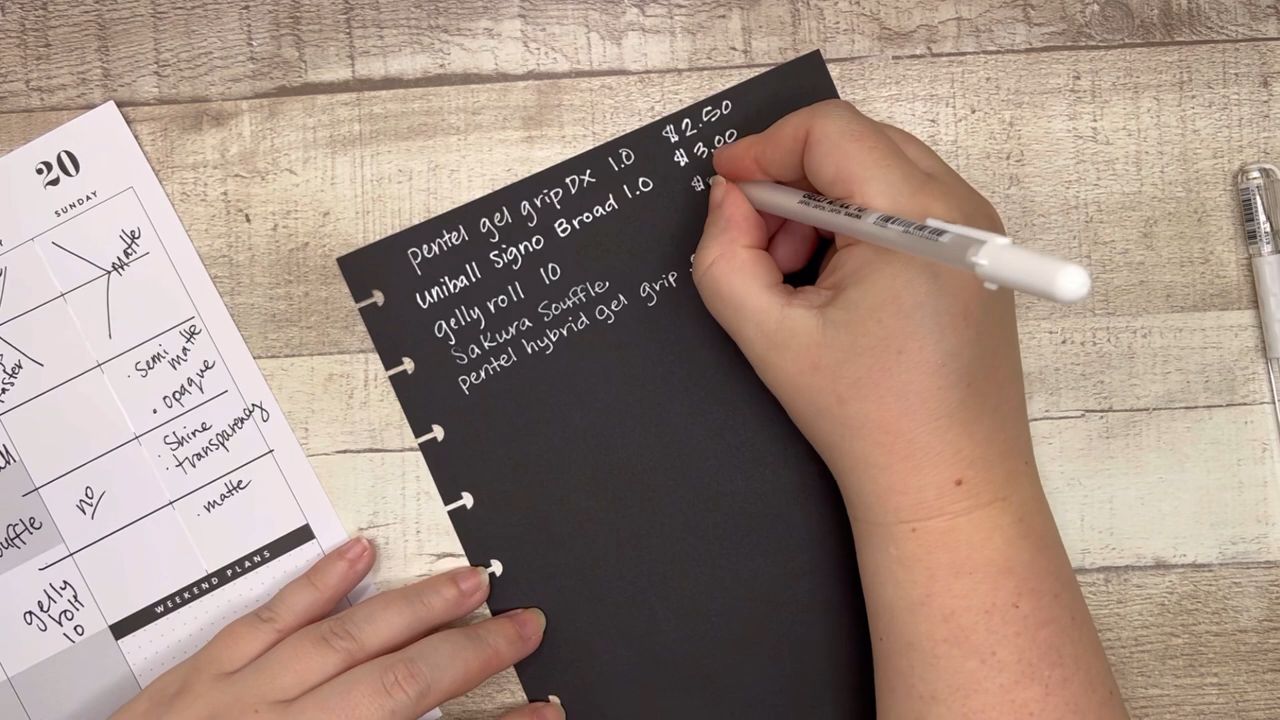 20
SUNDAY
matte
· semi matte
· opaque
· Shine
· transparency
no
· matte
WEEKEND PLANS
gelly
10
pentel gel grip DX 1.0 $2.50
uniball signo Broad 1.0 $3.00
gelly roll 10 $
Sakura Souffle
pentel hybrid gel grip